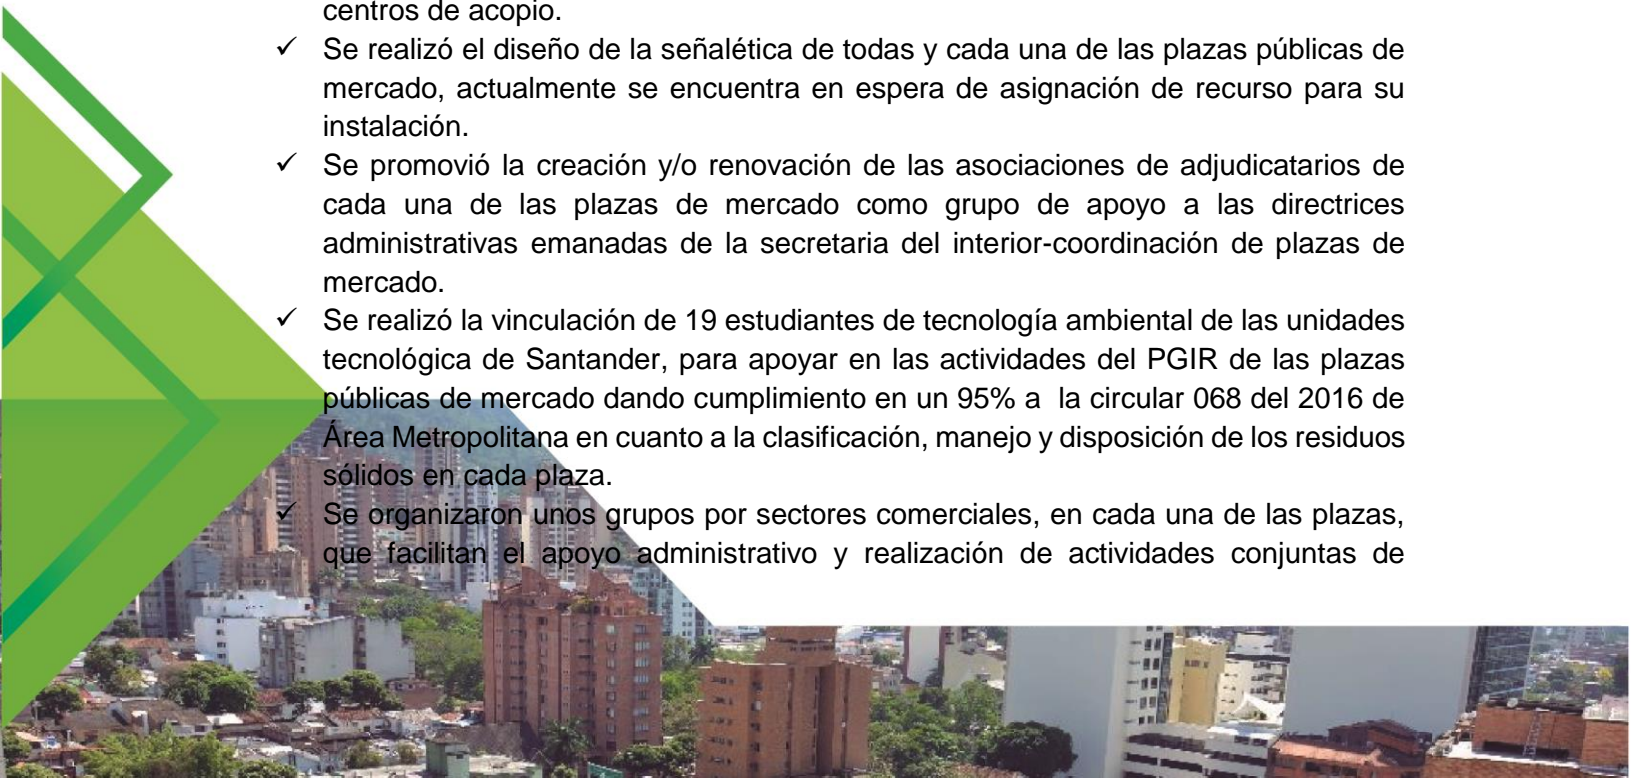 centros de acopio.
✓ Se realizó el diseño de la señalética de todas y cada una de las plazas públicas de
mercado, actualmente se encuentra en espera de asignación de recurso para su
instalación.
✓ Se promovió la creación y/o renovación de las asociaciones de adjudicatarios de
cada una de las plazas de mercado como grupo de apoyo a las directrices
administrativas emanadas de la secretaria del interior-coordinación de plazas de
mercado.
✓ Se realizó la vinculación de 19 estudiantes de tecnología ambiental de las unidades
tecnológica de Santander, para apoyar en las actividades del PGIR de las plazas
públicas de mercado dando cumplimiento en un 95% a  la circular 068 del 2016 de
Área Metropolitana en cuanto a la clasificación, manejo y disposición de los residuos
sólidos en cada plaza.
✓ Se organizaron unos grupos por sectores comerciales, en cada una de las plazas,
que facilitan el apoyo administrativo y realización de actividades conjuntas de